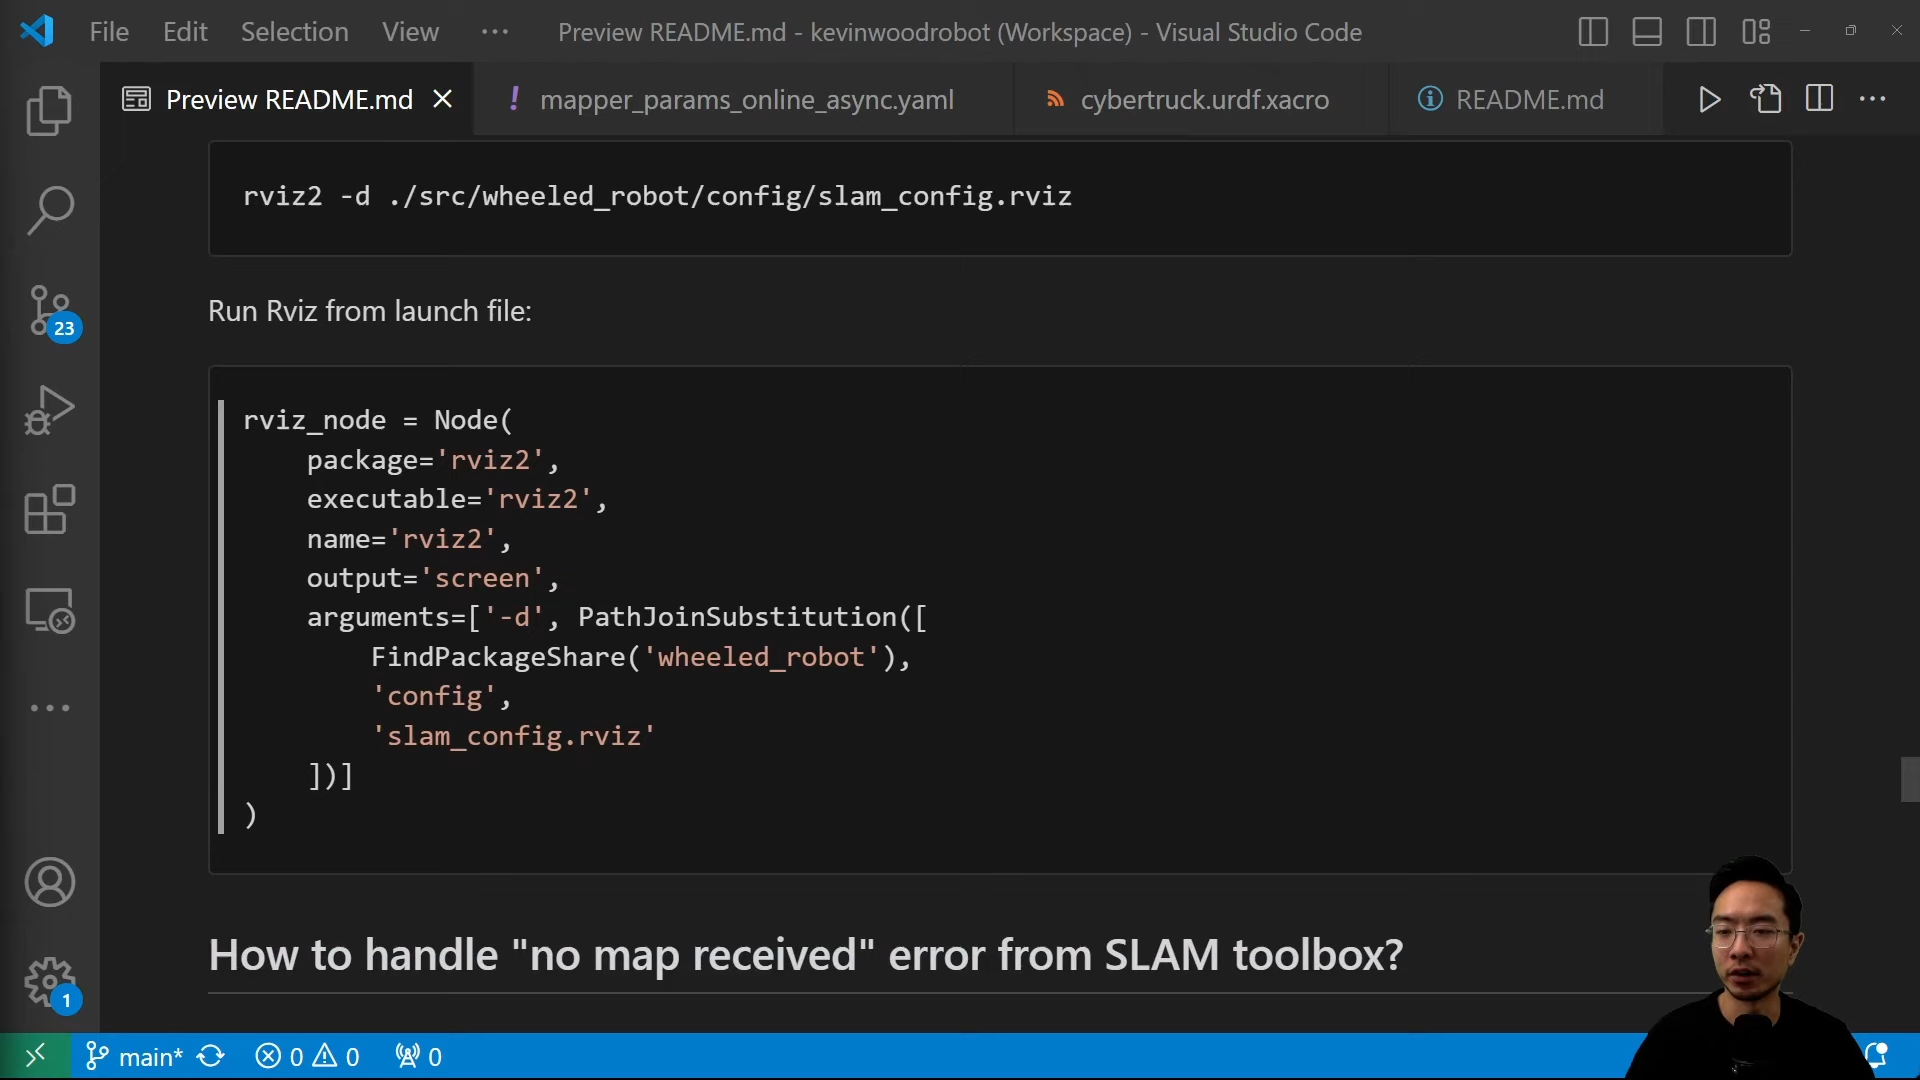 File Edit Selection View ··· Preview README.md - kevinwoodrobot (Workspace) - Visual Studio Code
Preview README.md ! mapper_params_online_async.yaml cybertruck.urdf.xacro README.md
rviz2 -d ./src/wheeled_robot/config/slam_config.rviz
Run Rviz from launch file:
23
rviz_node = Node(
package='rviz2',
executable='rviz2',
name='rviz2',
output='screen',
arguments=['-d', PathJoinSubstitution([
FindPackageShare('wheeled_robot'),
'config',
'slam_config.rviz'
])]
)
How to handle "no map received" error from SLAM toolbox?
1
main* 0 0 0